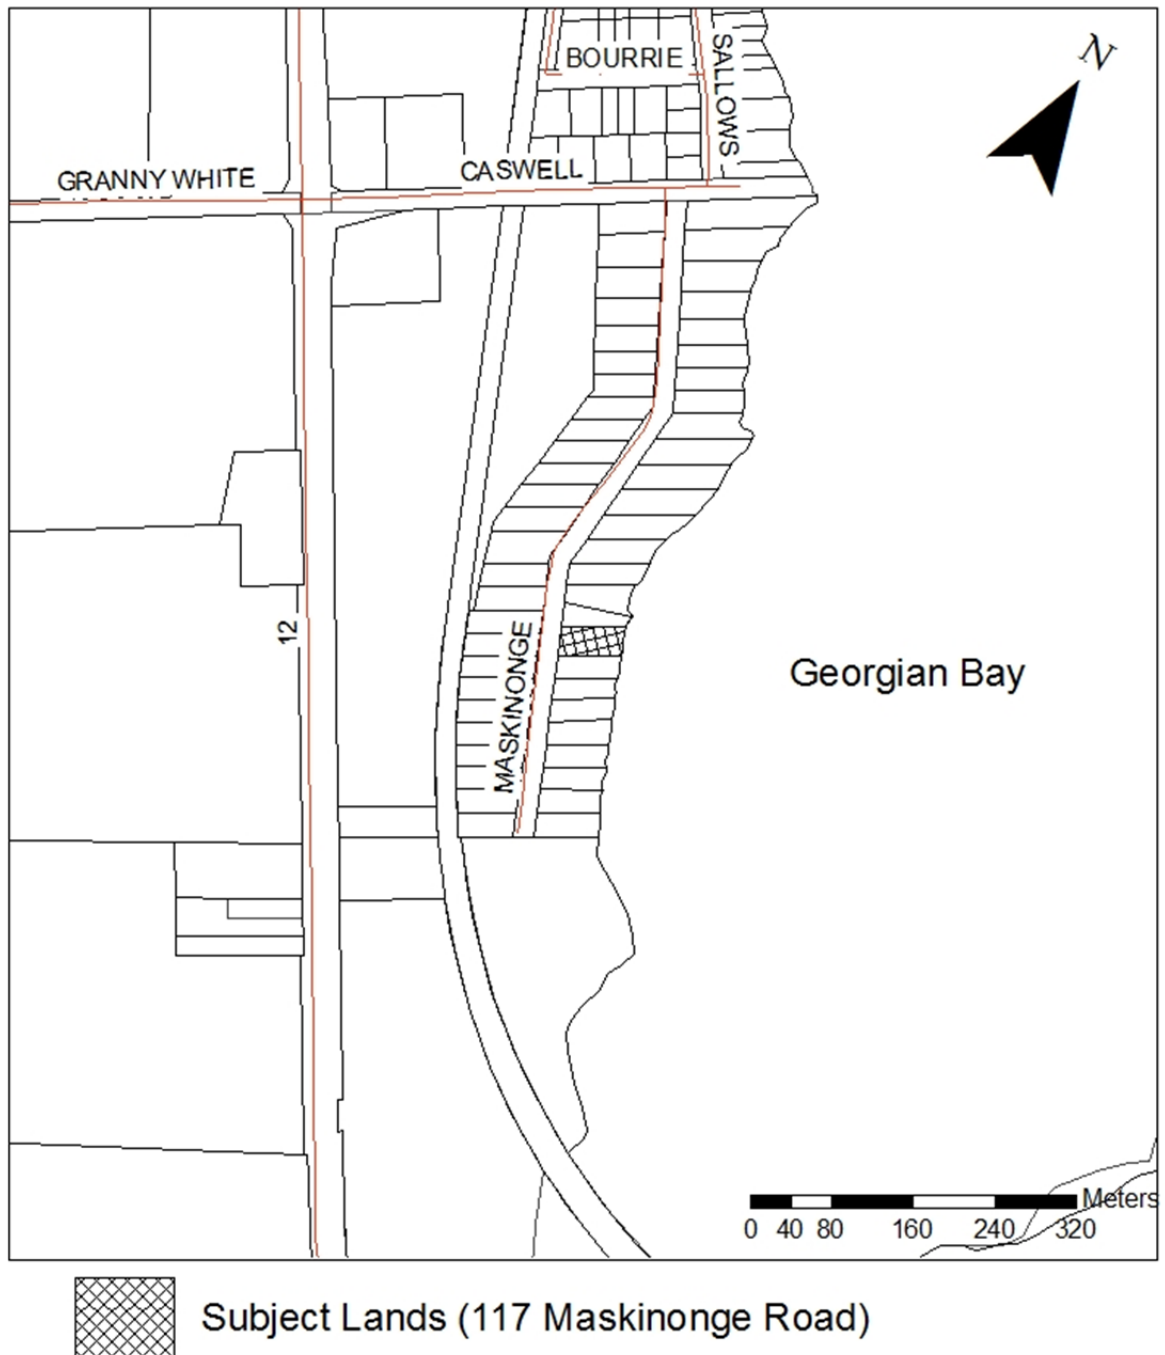 BOURRIE
SALLOWS
N
GRANNY WHITE
CASWELL
12
MASKINONGE
Georgian Bay
Meters
0 40 80 160 240 320
Subject Lands (117 Maskinonge Road)